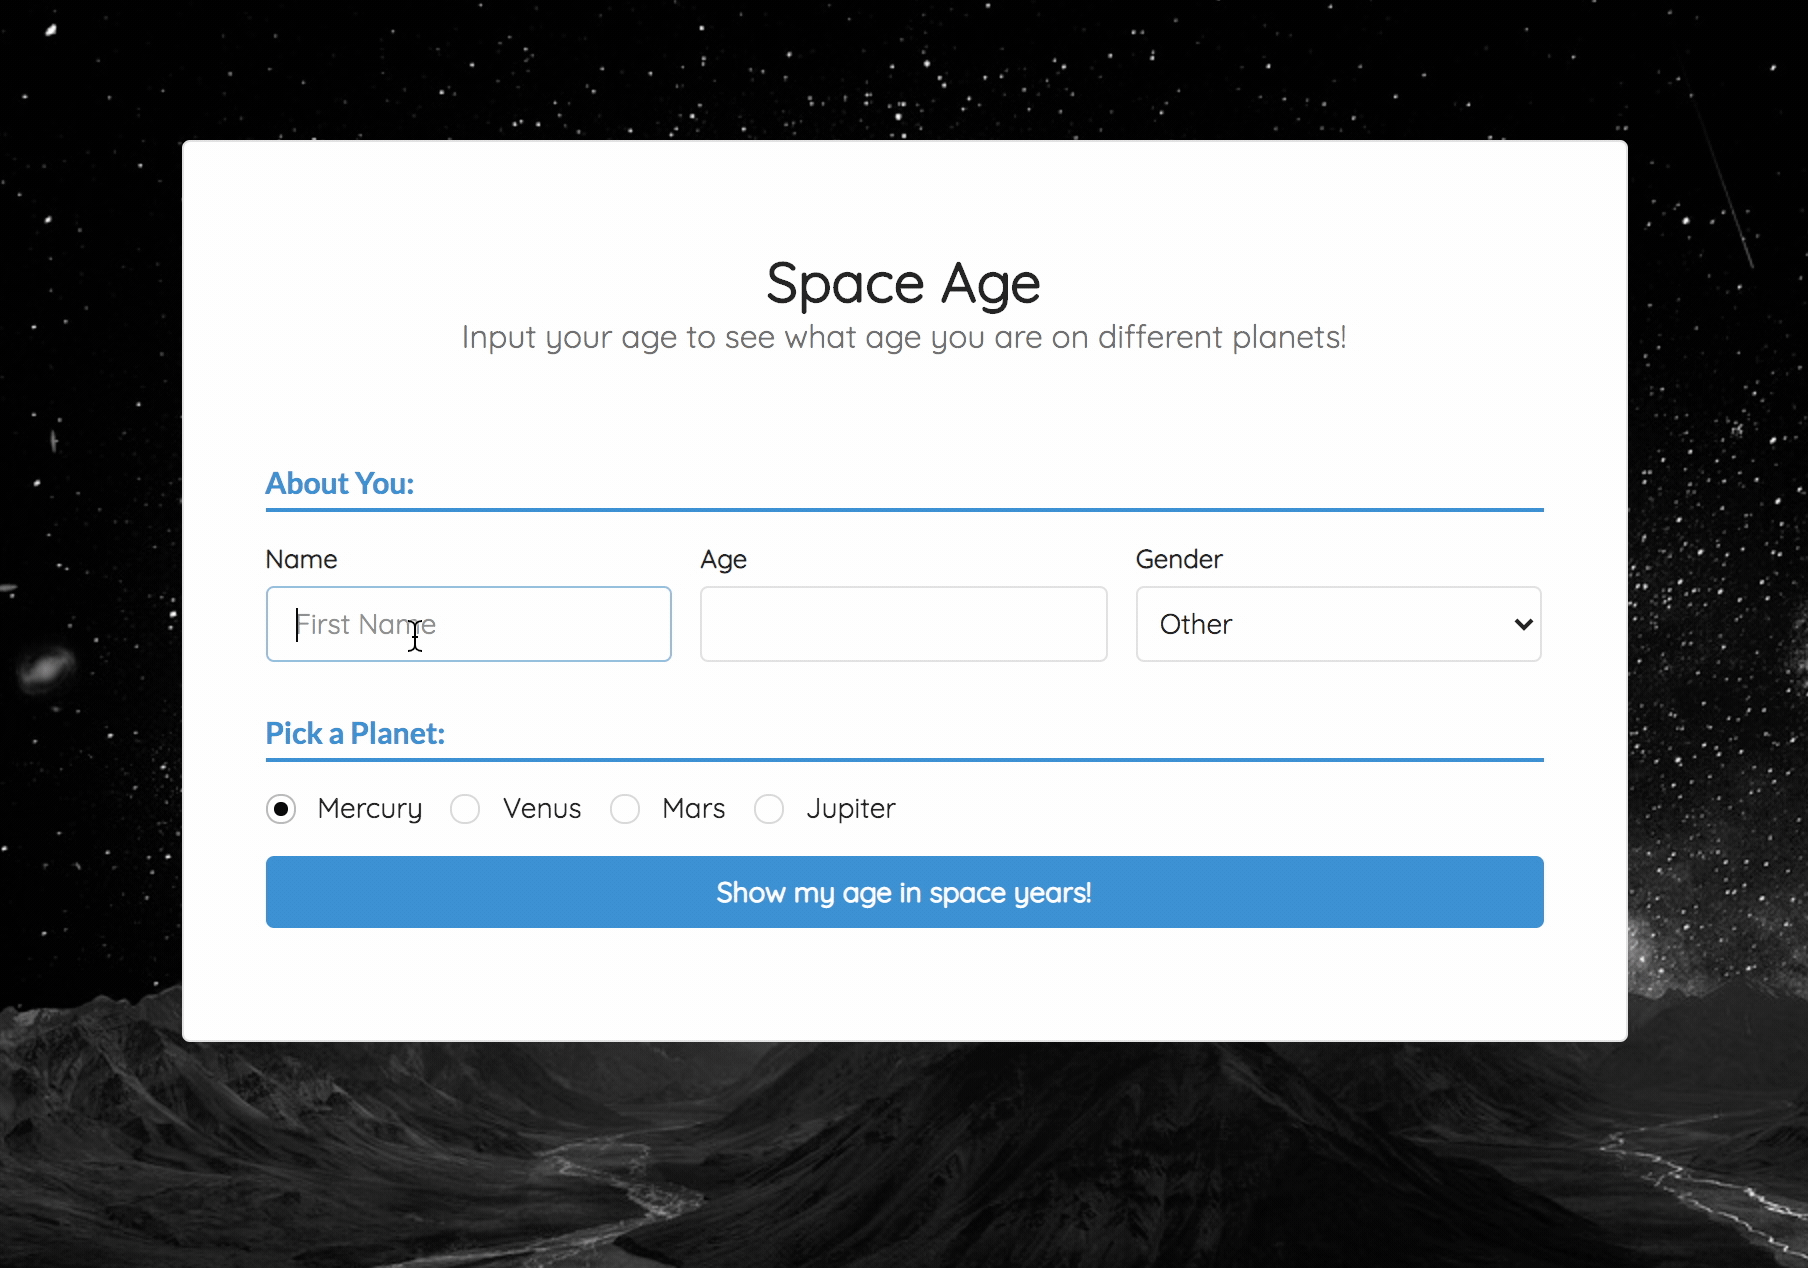 Space Age
Input your age to see what age you are on different planets!
About You:
Name Age Gender
First Name Other
Pick a Planet:
Mercury Venus Mars Jupiter
Show my age in space years!